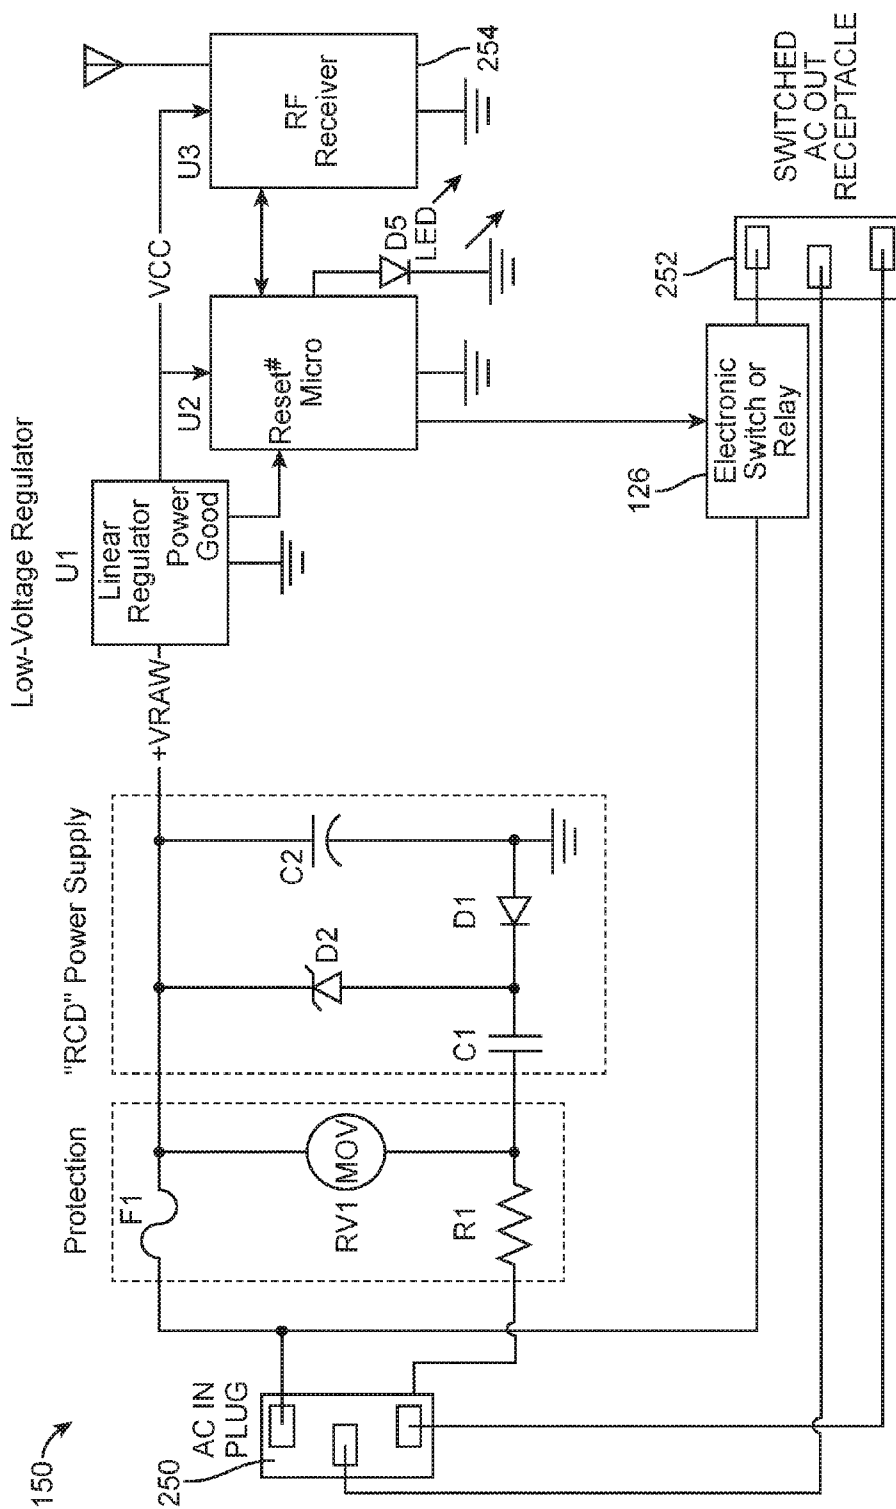 150
250
AC IN
PLUG
Protection
F1
RV1
MOV
R1
"RCD" Power Supply
C2
D2
D1
C1
+VRAW
Low-Voltage Regulator
U1
Linear
Regulator
Power
Good
VCC
U2
Reset#
Micro
U3
RF
Receiver
254
D5
LED
126
Electronic
Switch or
Relay
252
SWITCHED
AC OUT
RECEPTACLE